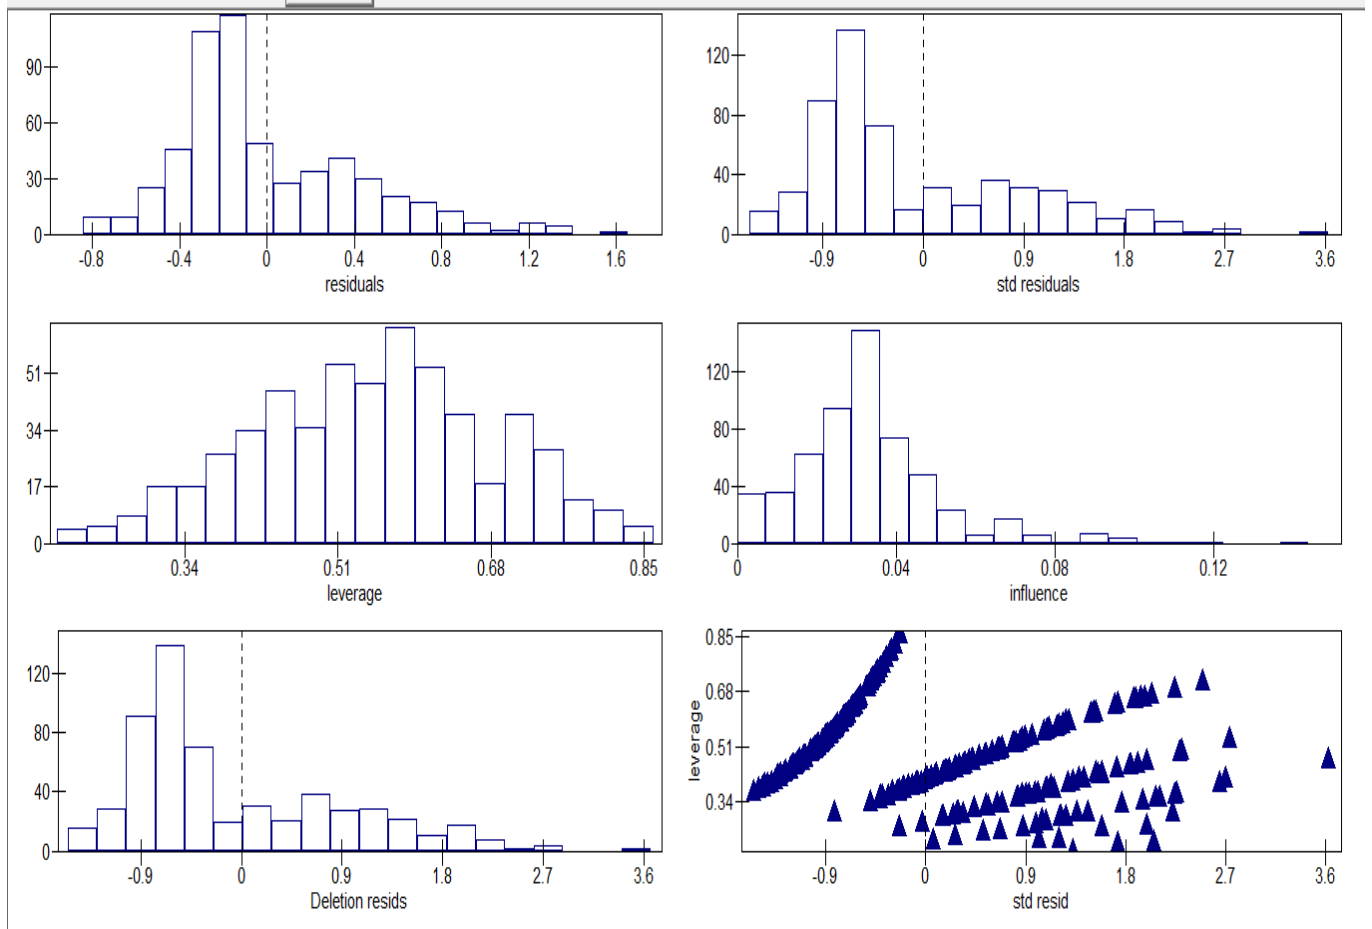 90
60
30
0
-0.8 -0.4 0 0.4 0.8 1.2 1.6
residuals
120
80
40
0
-0.9 0 0.9 1.8 2.7 3.6
std residuals
51
34
17
0
0.34 0.51 0.68 0.85
leverage
120
80
40
0
0 0.04 0.08 0.12
influence
120
80
40
0
-0.9 0 0.9 1.8 2.7 3.6
Deletion resids
leverage
0.85
0.68
0.51
0.34
-0.9 0 0.9 1.8 2.7 3.6
std resid